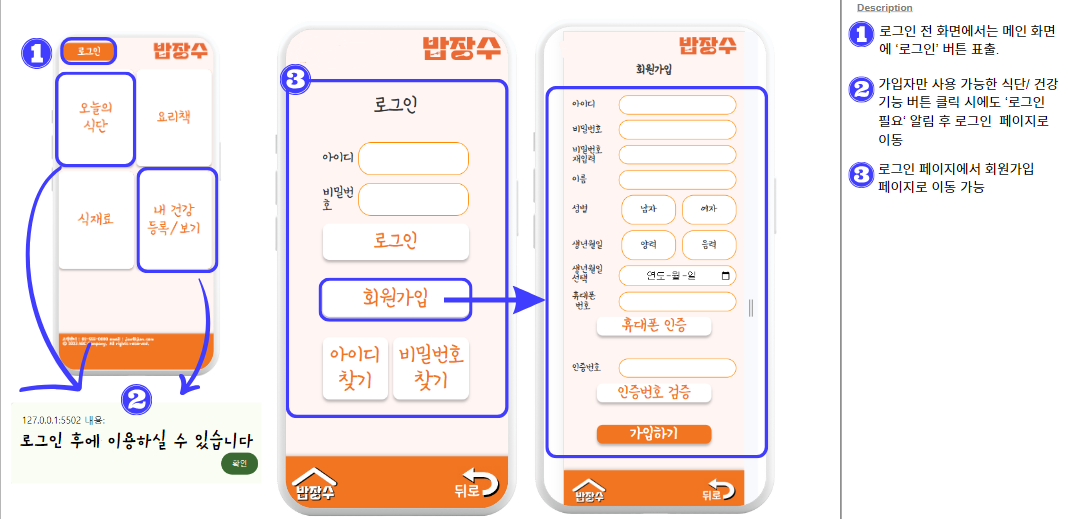 1
로그인
밥장수
오늘의
식단
요리책
식재료
내 건강
등록/보기
2
127.0.0.1:5502 내용:
로그인 후에 이용하실 수 있습니다
확인
3
밥장수
로그인
아이디
비밀번
호
로그인
회원가입
아이디
찾기
비밀번호
찾기
밥장수
뒤로
밥장수
회원가입
아이디
비밀번호
비밀번호
재입력
이름
성별
남자
여자
생년월일
양력
음력
생년월일
선택
연도-월-일
휴대폰
번호
휴대폰 인증
인증번호
인증번호 검증
가입하기
밥장수
뒤로
Description
1
로그인 전 화면에서는 메인 화면
에 '로그인' 버튼 표출.
2
가입자만 사용 가능한 식단/ 건강
기능 버튼 클릭 시에도 '로그인
필요' 알림 후 로그인 페이지로
이동
3
로그인 페이지에서 회원가입
페이지로 이동 가능